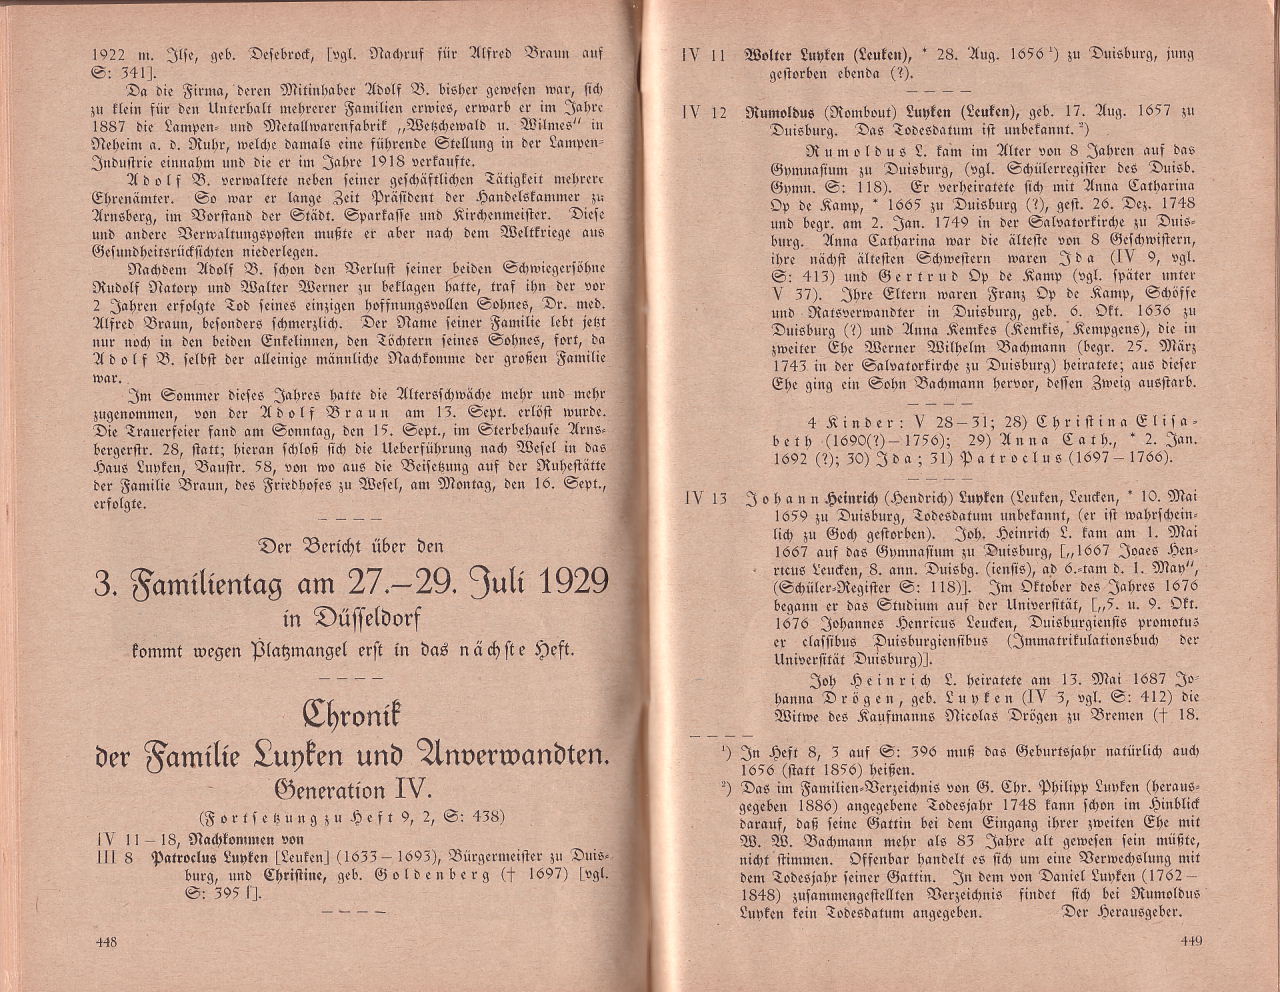 1922 m. Ilse, geb. Desebrock, [vgl. Nachruf für Alfred Braun auf
S: 341].
Da die Firma, deren Mitinhaber Adolf B. bisher gewesen war, sich
zu klein für den Unterhalt mehrerer Familien erwies, erwarb er im Jahre
1887 die Lampen- und Metallwarenfabrik „Wetzchewald u. Wilmes" in
Neheim a. d. Ruhr, welche damals eine führende Stellung in der Lampen-
Industrie einnahm und die er im Jahre 1918 verkaufte.
Adolf B. verwaltete neben seiner geschäftlichen Tätigkeit mehrere
Ehrenämter. So war er lange Zeit Präsident der Handelskammer zu
Arnsberg, im Vorstand der Städt. Sparkasse und Kirchenmeister. Diese
und andere Verwaltungsposten mußte er aber nach dem Weltkriege aus
Gesundheitsrücksichten niederlegen.
Nachdem Adolf B. schon den Verlust seiner beiden Schwiegersöhne
Rudolf Natorp und Walter Werner zu beklagen hatte, traf ihn der vor
2 Jahren erfolgte Tod seines einzigen hoffnungsvollen Sohnes, Dr. med.
Alfred Braun, besonders schmerzlich. Der Name seiner Familie lebt jetzt
nur noch in den beiden Enkelinnen, den Töchtern seines Sohnes, fort, da
Adolf B. selbst der alleinige männliche Nachkomme der großen Familie
war.
Im Sommer dieses Jahres hatte die Altersschwäche mehr und mehr
zugenommen, von der Adolf Braun am 13. Sept. erlöst wurde.
Die Trauerfeier fand am Sonntag, den 15. Sept., im Sterbehause Arns-
bergerstr. 28, statt; hieran schloß sich die Ueberführung nach Wesel in das
Haus Luyken, Baustr. 58, von wo aus die Beisetzung auf der Ruhestätte
der Familie Braun, des Friedhofes zu Wesel, am Montag, den 16. Sept.,
erfolgte.
Der Bericht über den
3. Familientag am 27.–29. Juli 1929
in Düsseldorf
kommt wegen Platzmangel erst in das nächste Heft.
Chronik
der Familie Luyken und Anverwandten.
Generation IV.
(Fortsetzung zu Heft 9, 2, S: 438)
IV 11–18, Nachkommen von
III 8 Patroclus Luyken [Leuken] (1633–1693), Bürgermeister zu Duis-
burg, und Christine, geb. Goldenberg († 1697) [vgl.
S: 395 f].
448
IV 11 Wolter Luyken (Leuken), * 28. Aug. 1656 ¹) zu Duisburg, jung
gestorben ebenda (?).
IV 12 Rumoldus (Rombout) Luyken (Leuken), geb. 17. Aug. 1657 zu
Duisburg. Das Todesdatum ist unbekannt. ²)
Rumoldus L. kam im Alter von 8 Jahren auf das
Gymnasium zu Duisburg, (vgl. Schülerregister des Duisb.
Gymn. S: 118). Er verheiratete sich mit Anna Catharina
Op de Kamp, * 1665 zu Duisburg (?), gest. 26. Dez. 1748
und begr. am 2. Jan. 1749 in der Salvatorkirche zu Duis-
burg. Anna Catharina war die älteste von 8 Geschwistern,
ihre nächst ältesten Schwestern waren Ida (IV 9, vgl.
S: 413) und Gertrud Op de Kamp (vgl. später unter
V 37). Ihre Eltern waren Franz Op de Kamp, Schöffe
und Ratsverwandter in Duisburg, geb. 6. Okt. 1636 zu
Duisburg (?) und Anna Kemkes (Kemkis, Kempgens), die in
zweiter Ehe Werner Wilhelm Bachmann (begr. 25. März
1743 in der Salvatorkirche zu Duisburg) heiratete; aus dieser
Ehe ging ein Sohn Bachmann hervor, dessen Zweig ausstarb.
4 Kinder: V 28–31; 28) Christina Elisa-
beth (1690(?)–1756); 29) Anna Cath., * 2. Jan.
1692 (?); 30) Ida; 31) Patroclus (1697–1766).
IV 13 Johann Heinrich (Hendrich) Luyken (Leuken, Leucken, * 10. Mai
1659 zu Duisburg, Todesdatum unbekannt, (er ist wahrschein-
lich zu Goch gestorben). Joh. Heinrich L. kam am 1. Mai
1667 auf das Gymnasium zu Duisburg, [„1667 Joaes Hen-
ricus Leucken, 8. ann. Duisbg. (iensis), ad 6.-tam d. 1. May",
(Schüler-Register S: 118)]. Im Oktober des Jahres 1676
begann er das Studium auf der Universität, [„5. u. 9. Okt.
1676 Johannes Henricus Leucken, Duisburgiensis promotus
er classibus Duisburgiensibus (Immatrikulationsbuch der
Universität Duisburg)].
Joh Heinrich L. heiratete am 13. Mai 1687 Jo-
hanna Drögen, geb. Luyken (IV 3, vgl. S: 412) die
Witwe des Kaufmanns Nicolas Drögen zu Bremen († 18.
¹) In Heft 8, 3 auf S: 396 muß das Geburtsjahr natürlich auch
1656 (statt 1856) heißen.
²) Das im Familien-Verzeichnis von G. Chr. Philipp Luyken (heraus-
gegeben 1886) angegebene Todesjahr 1748 kann schon im Hinblick
darauf, daß seine Gattin bei dem Eingang ihrer zweiten Ehe mit
W. W. Bachmann mehr als 83 Jahre alt gewesen sein müßte,
nicht stimmen. Offenbar handelt es sich um eine Verwechslung mit
dem Todesjahr seiner Gattin. In dem von Daniel Luyken (1762–
1848) zusammengestellten Verzeichnis findet sich bei Rumoldus
Luyken kein Todesdatum angegeben. Der Herausgeber.
449